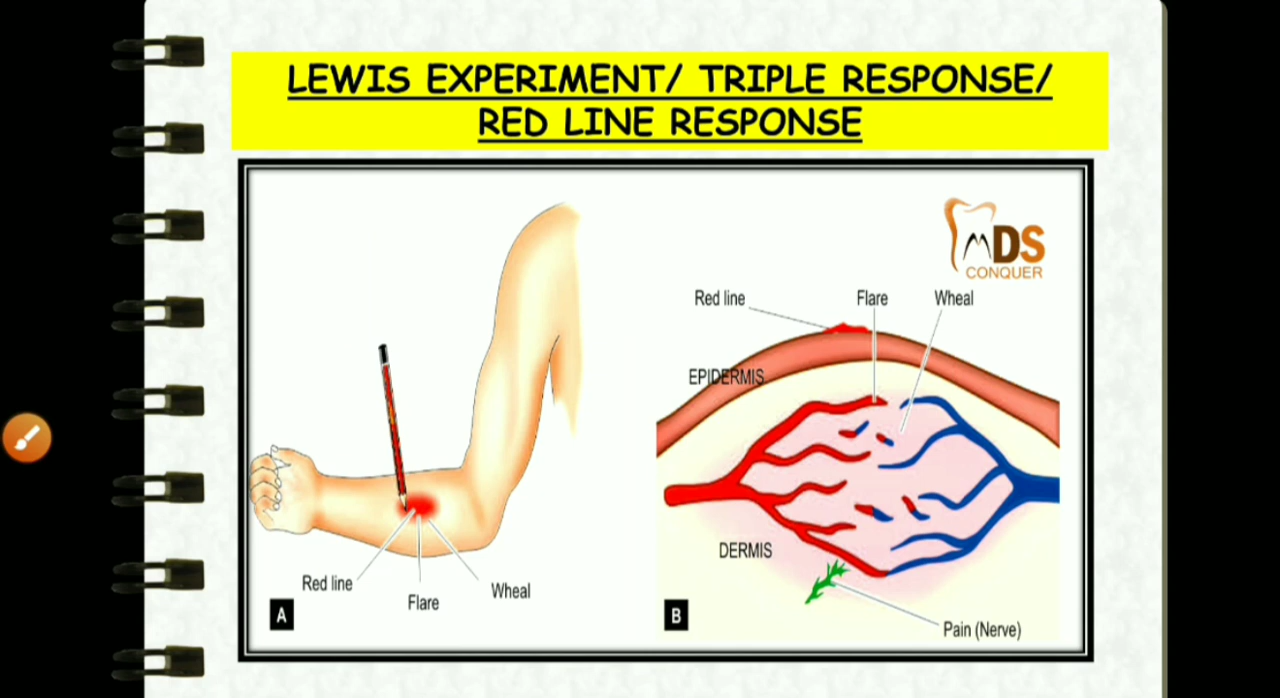 LEWIS EXPERIMENT/ TRIPLE RESPONSE/
RED LINE RESPONSE
MDS
CONQUER
Red line
Flare
Wheal
EPIDERMIS
DERMIS
Red line
Flare
Wheal
A
B
Pain (Nerve)